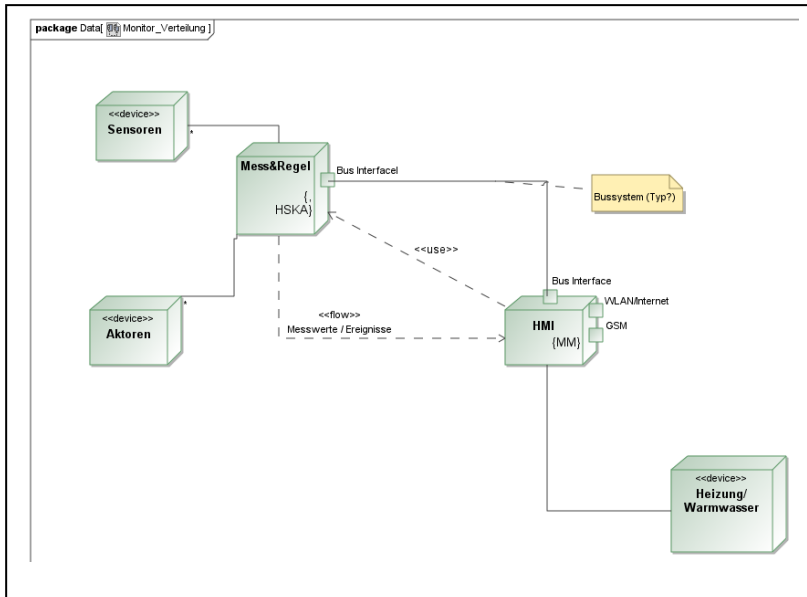 package Data[ Monitor_Verteilung ]
<<device>>
Sensoren
*
Mess&Regel
{,
HSKA}
Bus InterfaceI
Bussystem (Typ?)
<<use>>
Bus Interface
WLAN/Internet
GSM
HMI
{MM}
<<flow>>
Messwerte / Ereignisse
*
<<device>>
Aktoren
<<device>>
Heizung/
Warmwasser